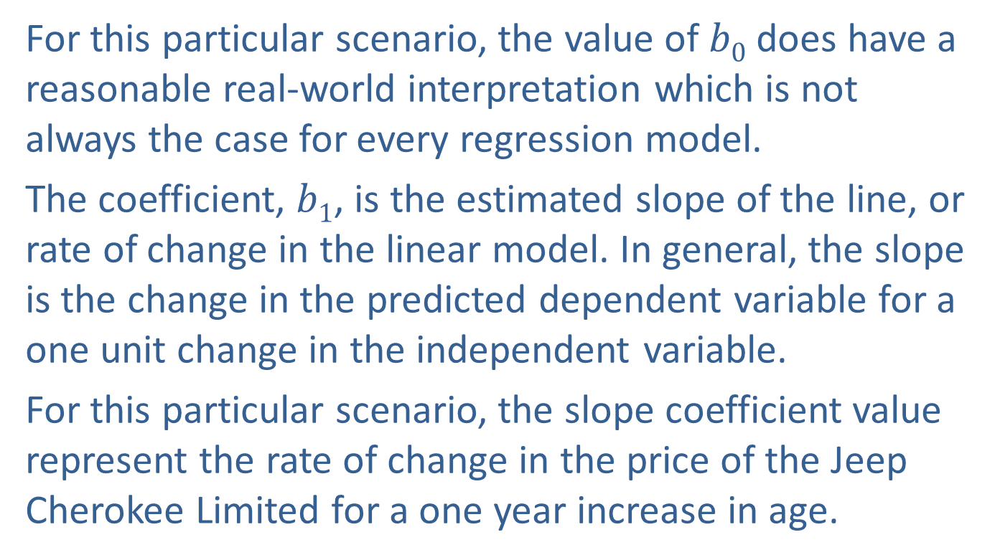 For this particular scenario, the value of b₀ does have a
reasonable real-world interpretation which is not
always the case for every regression model.
The coefficient, b₁, is the estimated slope of the line, or
rate of change in the linear model. In general, the slope
is the change in the predicted dependent variable for a
one unit change in the independent variable.
For this particular scenario, the slope coefficient value
represent the rate of change in the price of the Jeep
Cherokee Limited for a one year increase in age.